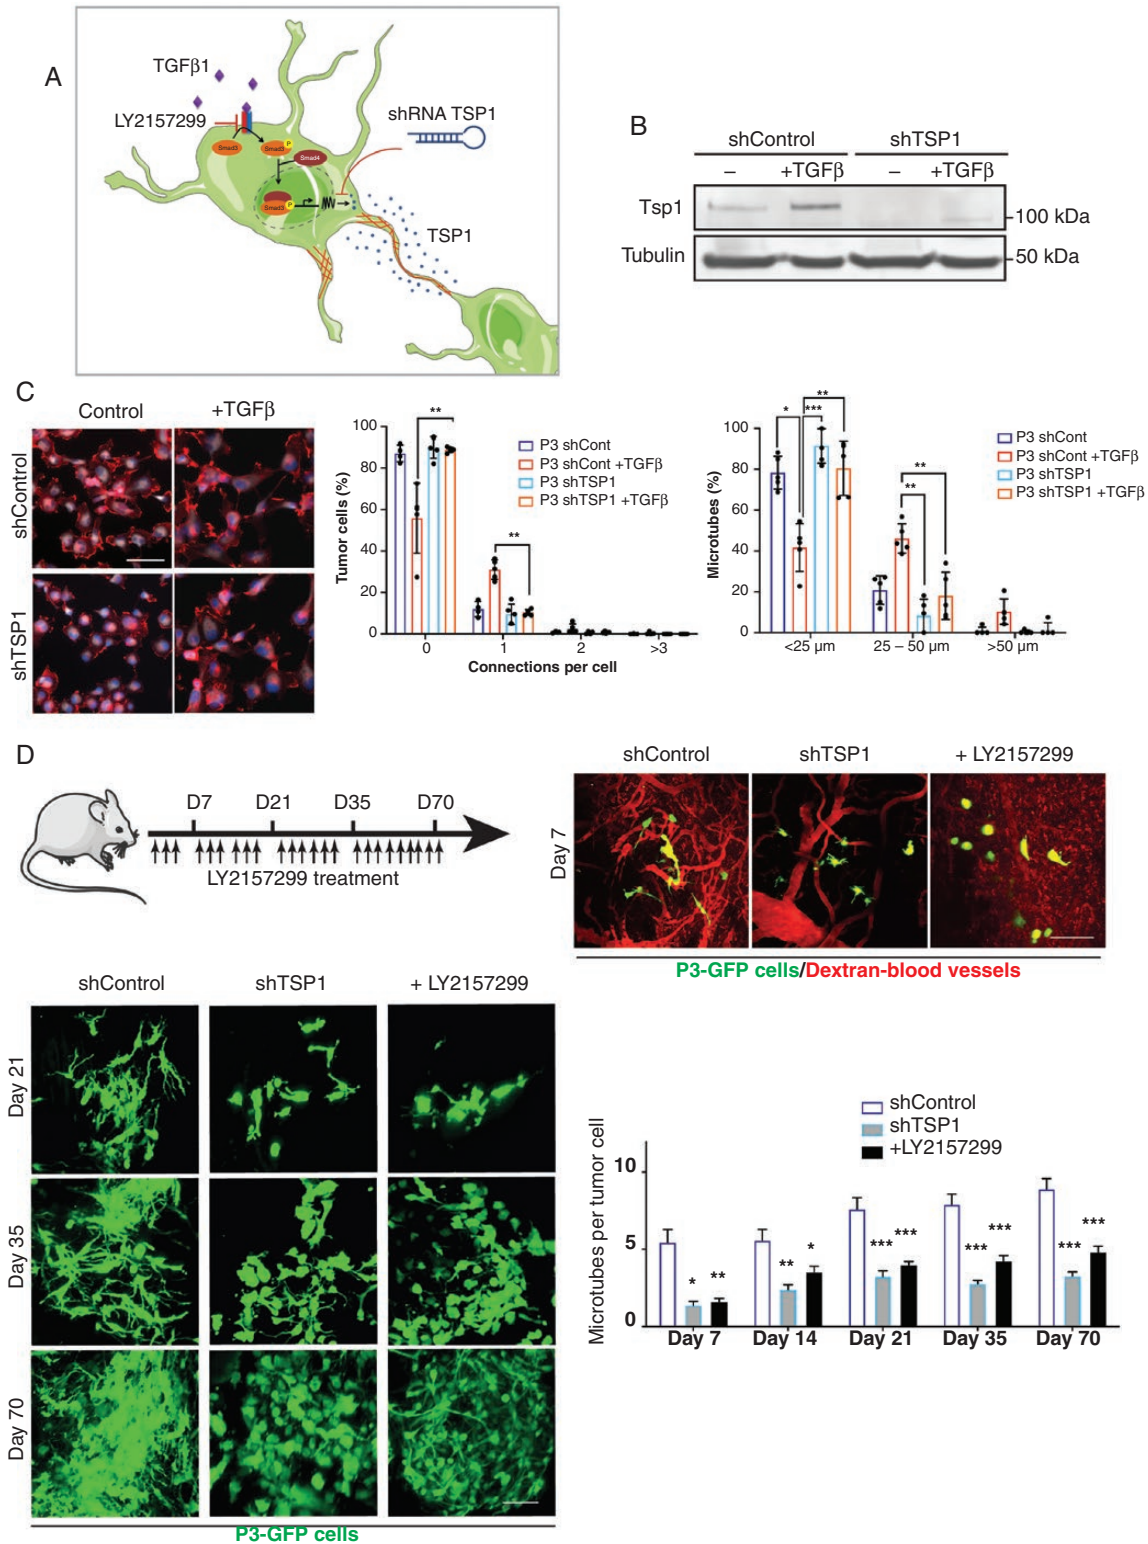 A
TGFβ1
LY2157299
shRNA TSP1
Smad3
Smad3
P
Smad4
Smad3
P
TSP1
B
shControl
shTSP1
–
+TGFβ
–
+TGFβ
Tsp1
100 kDa
Tubulin
50 kDa
C
Control
+TGFβ
shControl
shTSP1
Tumor cells (%)
100
80
60
40
20
0
**
**
P3 shCont
P3 shCont +TGFβ
P3 shTSP1
P3 shTSP1 +TGFβ
0
1
2
>3
Connections per cell
Microtubes (%)
100
80
60
40
20
0
*
***
**
**
**
P3 shCont
P3 shCont +TGFβ
P3 shTSP1
P3 shTSP1 +TGFβ
<25 µm
25 – 50 µm
>50 µm
D
D7
D21
D35
D70
LY2157299 treatment
shControl
shTSP1
+ LY2157299
Day 7
P3-GFP cells/Dextran-blood vessels
shControl
shTSP1
+ LY2157299
Day 21
Day 35
Day 70
P3-GFP cells
shControl
shTSP1
+LY2157299
Microtubes per tumor cell
10
5
0
*
**
**
*
***
***
***
***
***
***
Day 7
Day 14
Day 21
Day 35
Day 70